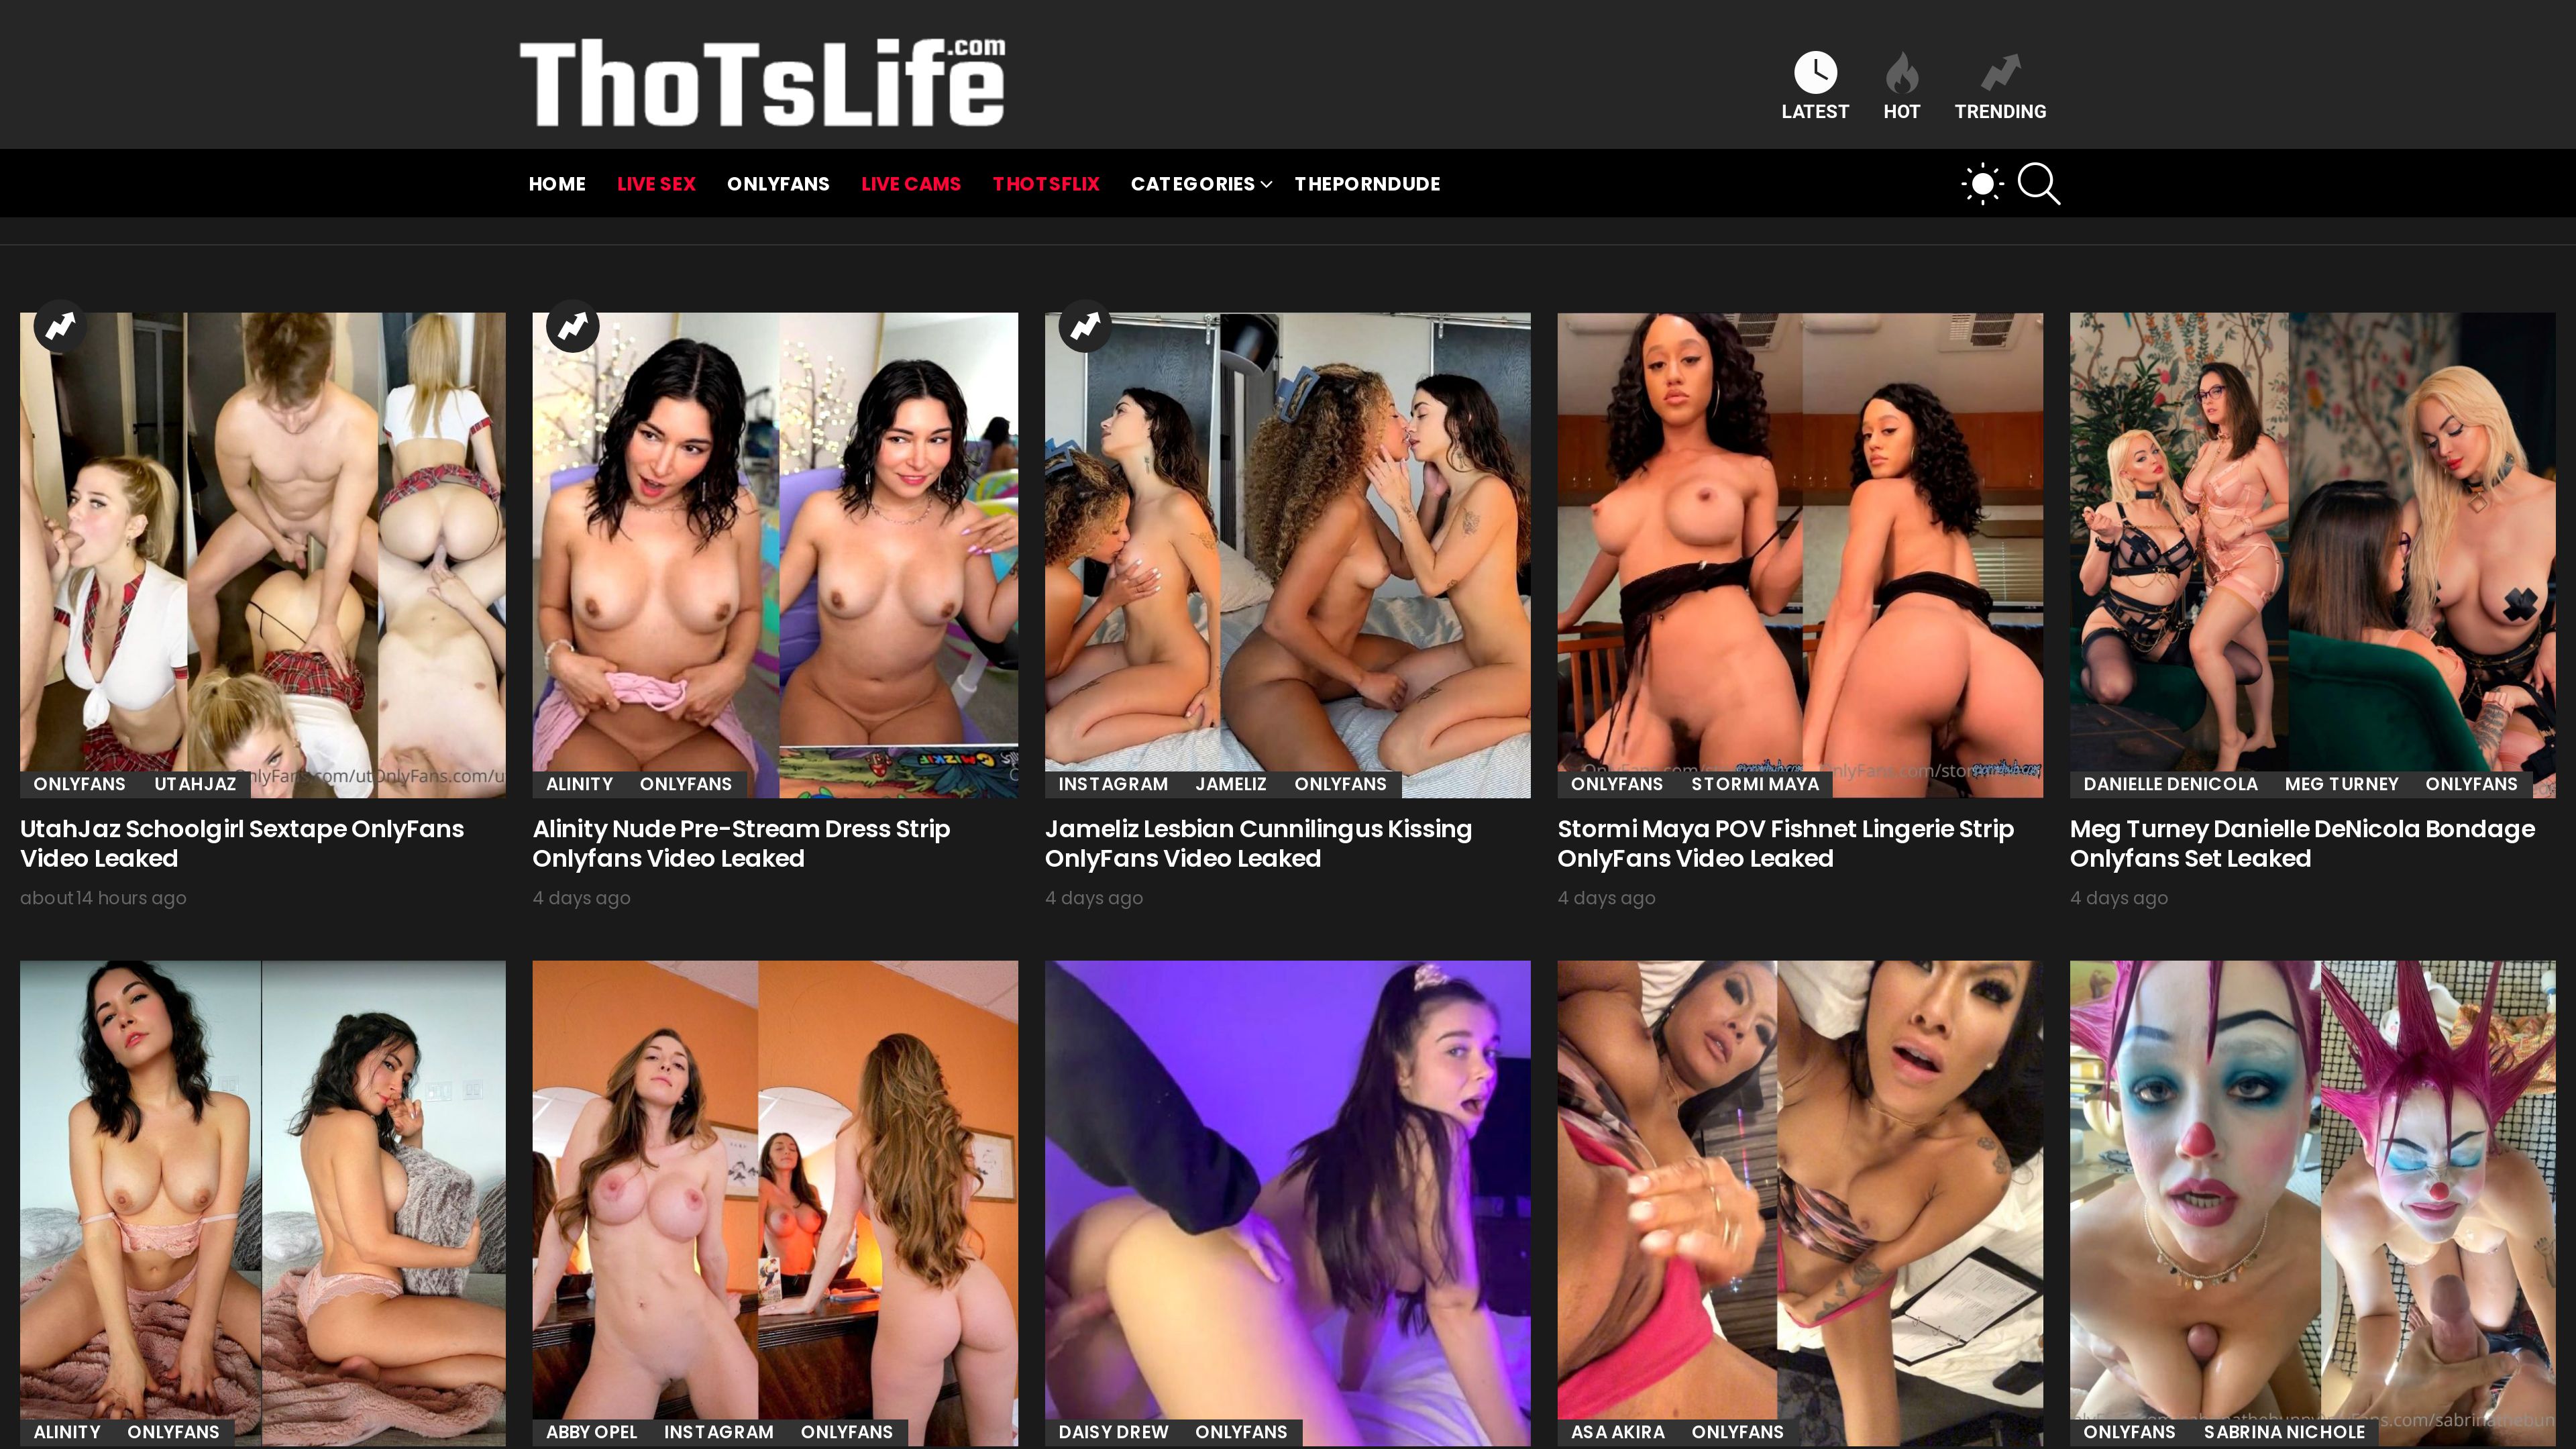 ThoTsLife.com
LATEST HOT TRENDING
HOME LIVE SEX ONLYFANS LIVE CAMS THOTSFLIX CATEGORIES THEPORNDUDE
ONLYFANS UTAHJAZ
OnlyFans.com/ut
ALINITY ONLYFANS
INSTAGRAM JAMELIZ ONLYFANS
ONLYFANS STORMI MAYA
DANIELLE DENICOLA MEG TURNEY ONLYFANS
UtahJaz Schoolgirl Sextape OnlyFans
Video Leaked
about 14 hours ago
Alinity Nude Pre-Stream Dress Strip
Onlyfans Video Leaked
4 days ago
Jameliz Lesbian Cunnilingus Kissing
OnlyFans Video Leaked
4 days ago
Stormi Maya POV Fishnet Lingerie Strip
OnlyFans Video Leaked
4 days ago
Meg Turney Danielle DeNicola Bondage
Onlyfans Set Leaked
4 days ago
ALINITY ONLYFANS
ABBY OPEL INSTAGRAM ONLYFANS
DAISY DREW ONLYFANS
ASA AKIRA ONLYFANS
ONLYFANS SABRINA NICHOLE